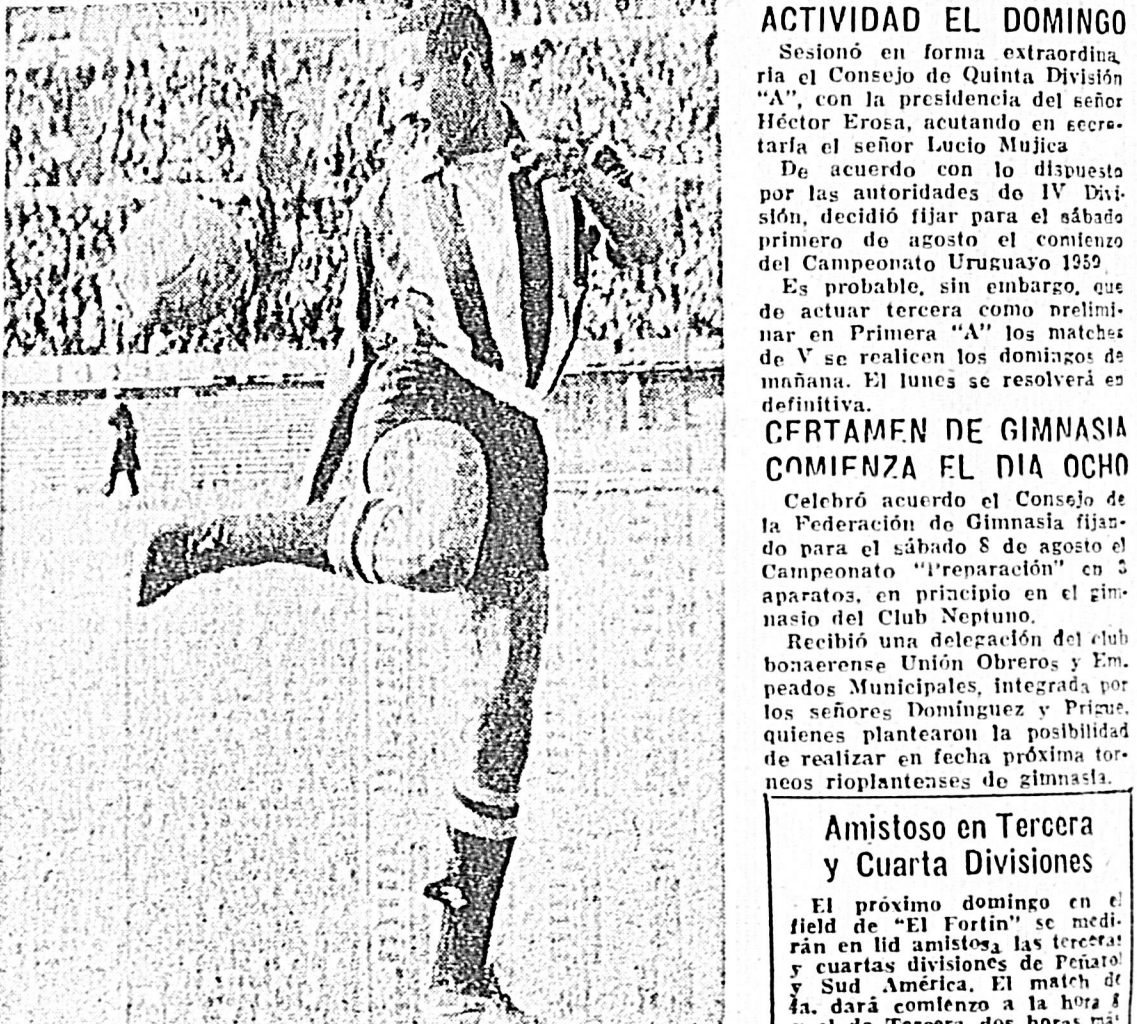 ACTIVIDAD EL DOMINGO
Sesionó en forma extraordina
ria el Consejo de Quinta División
"A", con la presidencia del señor
Héctor Erosa, acutando en secre-
taría el señor Lucio Mujica
De acuerdo con lo dispuesto
por las autoridades de IV Divi-
sión, decidió fijar para el sábado
primero de agosto el comienzo
del Campeonato Uruguayo 1959
Es probable, sin embargo, que
de actuar tercera como prelimi-
nar en Primera "A" los matches
de V se realicen los domingos de
mañana. El lunes se resolverá en
definitiva.
CERTAMEN DE GIMNASIA
COMIENZA EL DIA OCHO
Celebró acuerdo el Consejo de
la Federación de Gimnasia fijan-
do para el sábado 8 de agosto el
Campeonato "Preparación" en 3
aparatos, en principio en el gim-
nasio del Club Neptuno.
Recibió una delegación del club
bonaerense Unión Obreros y Em.
peados Municipales, integrada por
los señores Domínguez y Prigue,
quienes plantearon la posibilidad
de realizar en fecha próxima tor-
neos rioplantenses de gimnasia.
Amistoso en Tercera
y Cuarta Divisiones
El próximo domingo en el
field de "El Fortín" se medi-
rán en lid amistosa las terceras
y cuartas divisiones de Peñarol
y Sud América. El match de
4a. dará comienzo a la hora 8
y el de Tercera dos horas má